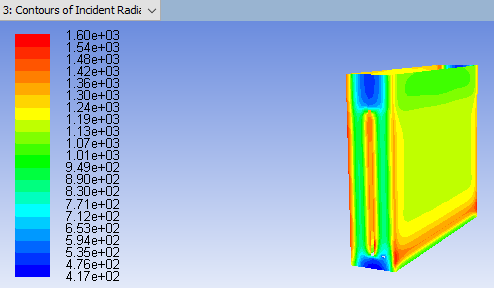 3: Contours of Incident Radia
1.60e+03
1.54e+03
1.48e+03
1.42e+03
1.36e+03
1.30e+03
1.24e+03
1.19e+03
1.13e+03
1.07e+03
1.01e+03
9.49e+02
8.90e+02
8.30e+02
7.71e+02
7.12e+02
6.53e+02
5.94e+02
5.35e+02
4.76e+02
4.17e+02